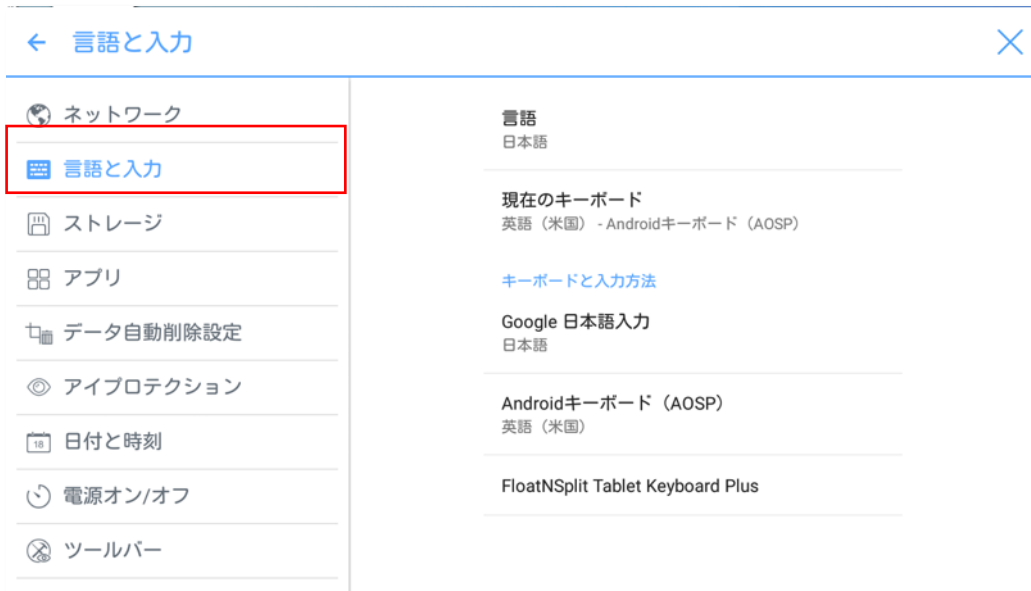 言語と入力
ネットワーク
言語と入力
ストレージ
アプリ
データ自動削除設定
アイプロテクション
18
日付と時刻
電源オン/オフ
ツールバー
言語
日本語
現在のキーボード
英語（米国） - Androidキーボード（AOSP）
キーボードと入力方法
Google 日本語入力
日本語
Androidキーボード（AOSP）
英語（米国）
FloatNSplit Tablet Keyboard Plus